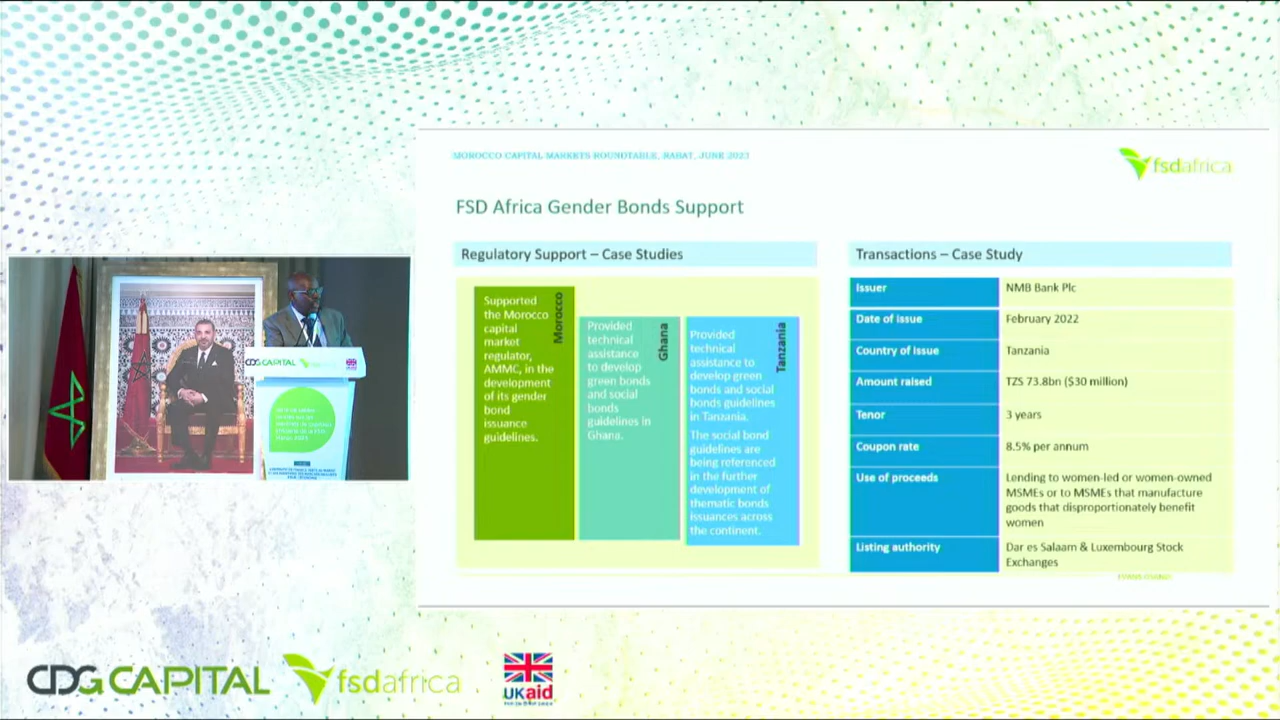 MOROCCO CAPITAL MARKETS ROUNDTABLE, RABAT, JUNE 2023
fsdafrica
FSD Africa Gender Bonds Support
Regulatory Support – Case Studies
Morocco
Supported
the Morocco
capital
market
regulator,
AMMC, in the
development
of its gender
bond
issuance
guidelines.
Ghana
Provided
technical
assistance
to develop
green bonds
and social
bonds
guidelines in
Ghana.
Tanzania
Provided
technical
assistance to
develop green
bonds and social
bonds guidelines
in Tanzania.
The social bond
guidelines are
being referenced
in the further
development of
thematic bonds
issuances across
the continent.
Transactions – Case Study
Issuer NMB Bank Plc
Date of issue February 2022
Country of issue Tanzania
Amount raised TZS 73.8bn ($30 million)
Tenor 3 years
Coupon rate 8.5% per annum
Use of proceeds Lending to women-led or women-owned
MSMEs or to MSMEs that manufacture
goods that disproportionately benefit
women
Listing authority Dar es Salaam & Luxembourg Stock
Exchanges
CDG CAPITAL
CDG CAPITAL
fsdafrica
UKaid